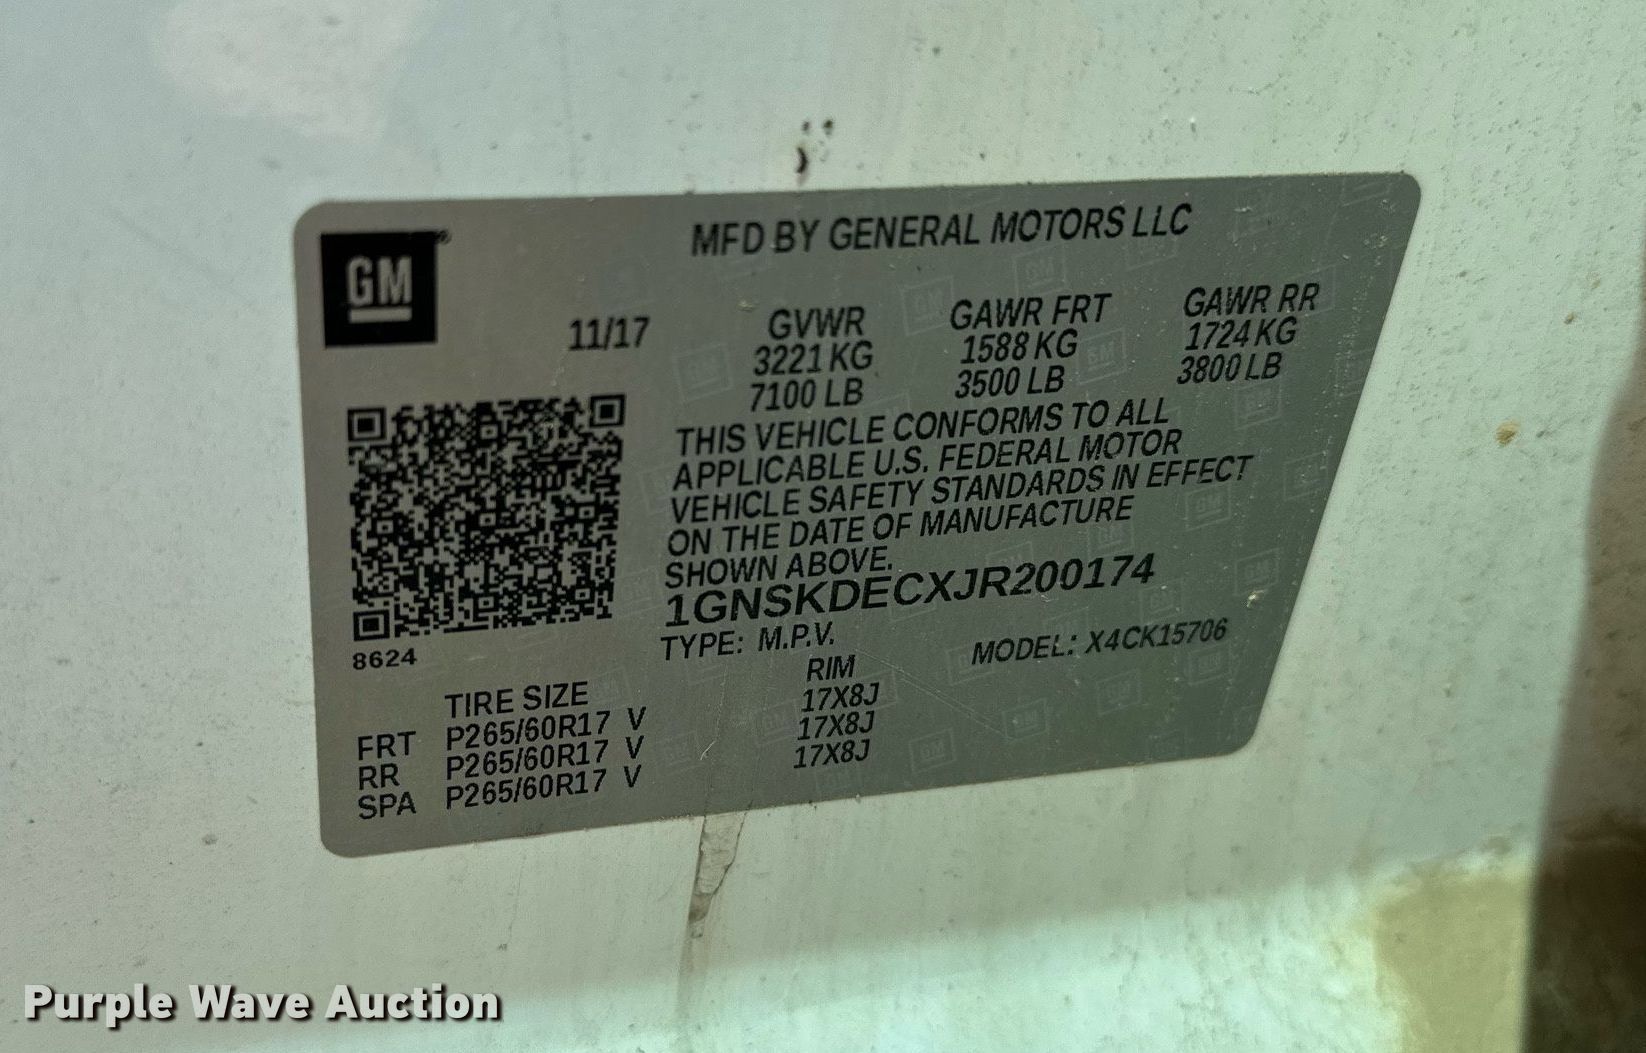 GM
MFD BY GENERAL MOTORS LLC
11/17
GVWR GAWR FRT GAWR RR
3221 KG 1588 KG 1724 KG
7100 LB 3500 LB 3800 LB
THIS VEHICLE CONFORMS TO ALL
APPLICABLE U.S. FEDERAL MOTOR
VEHICLE SAFETY STANDARDS IN EFFECT
ON THE DATE OF MANUFACTURE
SHOWN ABOVE.
1GNSKDECXJR200174
TYPE: M.P.V. MODEL: X4CK15706
8624
TIRE SIZE RIM
FRT P265/60R17 V 17X8J
RR P265/60R17 V 17X8J
SPA P265/60R17 V 17X8J
Purple Wave Auction